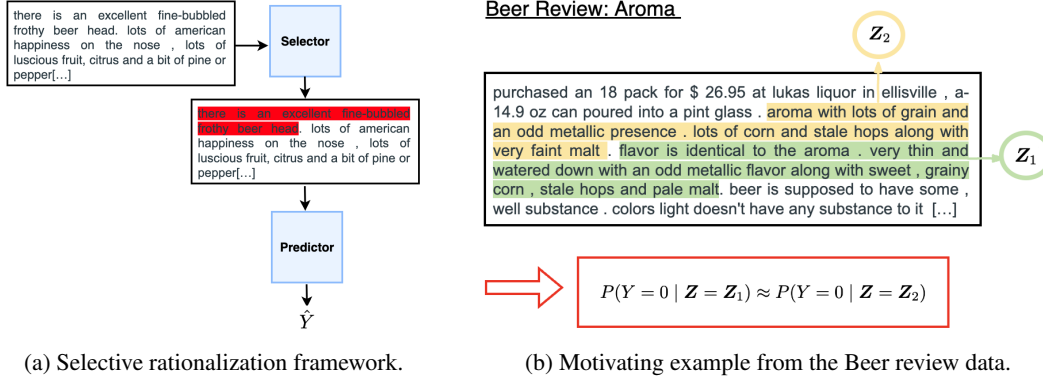 there is an excellent fine-bubbled
frothy beer head. lots of american
happiness on the nose , lots of
luscious fruit, citrus and a bit of pine or
pepper[...]
Selector
there is an excellent fine-bubbled
frothy beer head. lots of american
happiness on the nose , lots of
luscious fruit, citrus and a bit of pine or
pepper[...]
Predictor
Ŷ
(a) Selective rationalization framework.
Beer Review: Aroma
Z₂
purchased an 18 pack for $ 26.95 at lukas liquor in ellisville , a-
14.9 oz can poured into a pint glass . aroma with lots of grain and
an odd metallic presence . lots of corn and stale hops along with
very faint malt . flavor is identical to the aroma . very thin and
watered down with an odd metallic flavor along with sweet , grainy
corn , stale hops and pale malt. beer is supposed to have some ,
well substance . colors light doesn't have any substance to it [...]
Z₁
P(Y = 0 | Z = Z₁) ≈ P(Y = 0 | Z = Z₂)
(b) Motivating example from the Beer review data.